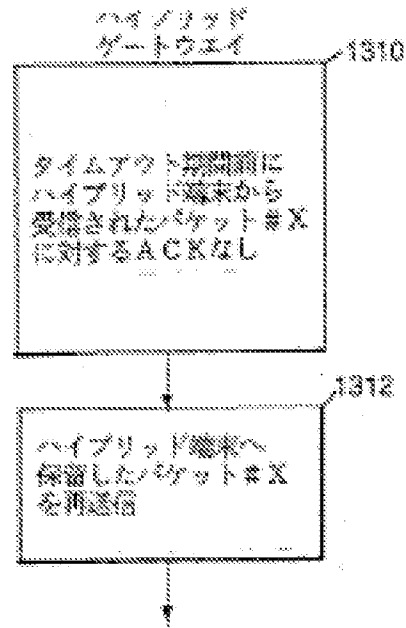 ハイブリッド
ゲートウエイ
1310
タイムアウト期間前に
ハイブリッド端末から
受信されたパケット#X
に対するACKなし
1312
ハイブリッド端末へ
保留したパケット#X
を再送信